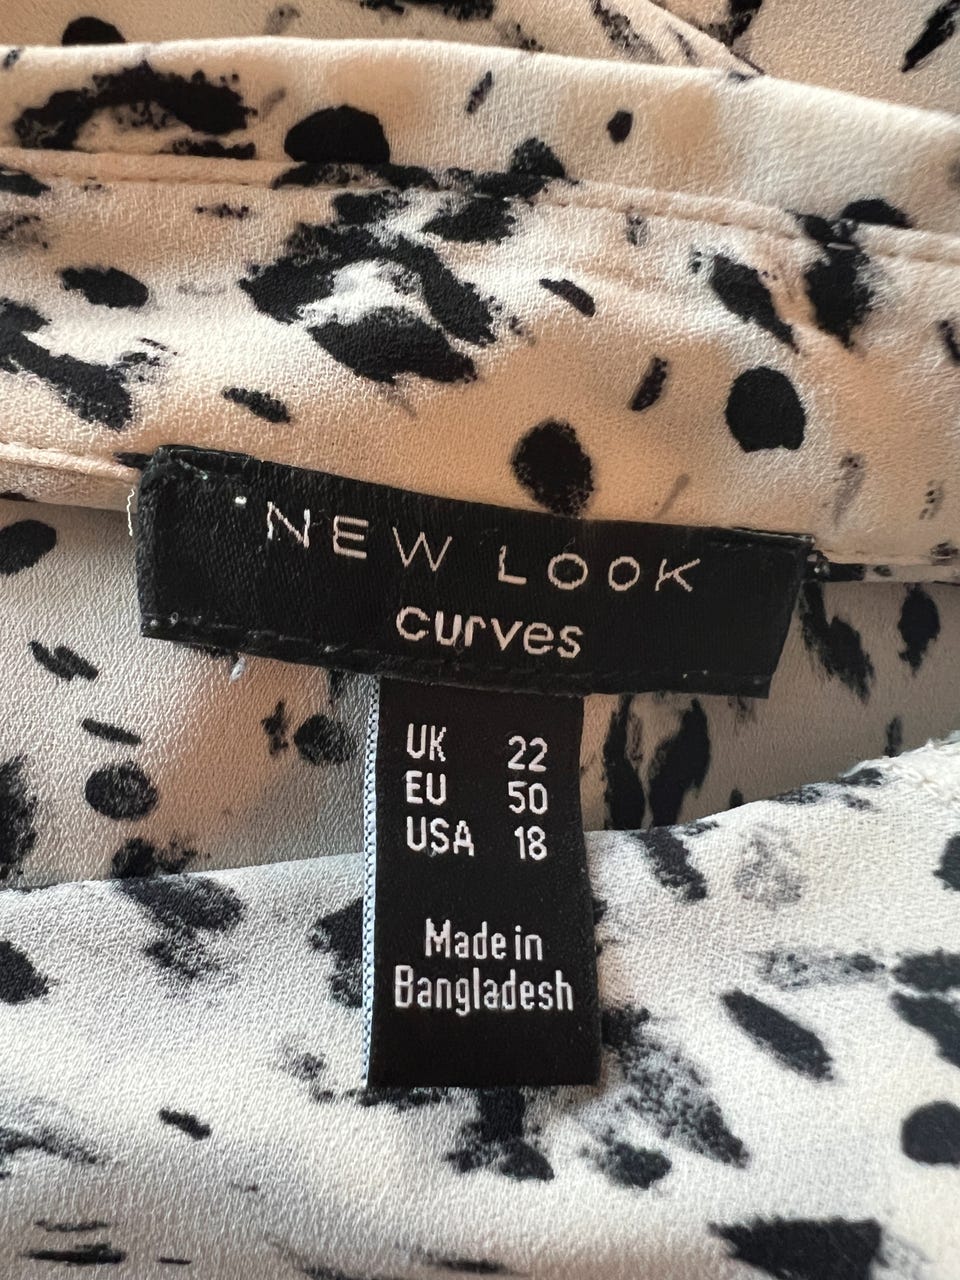 NEW LOOK
curves
UK 22
EU 50
USA 18
Made in
Bangladesh